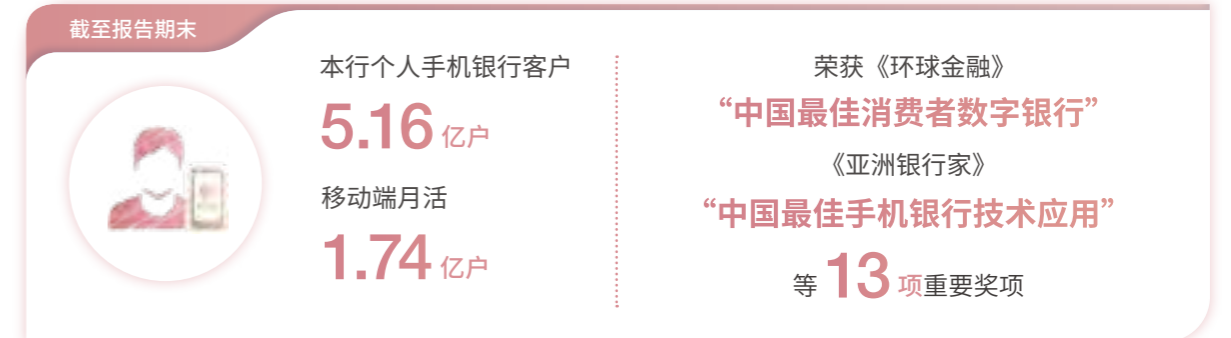 截至报告期末
本行个人手机银行客户
5.16 亿户
移动端月活
1.74 亿户
荣获《环球金融》
“中国最佳消费者数字银行”
《亚洲银行家》
“中国最佳手机银行技术应用”
等 13 项重要奖项